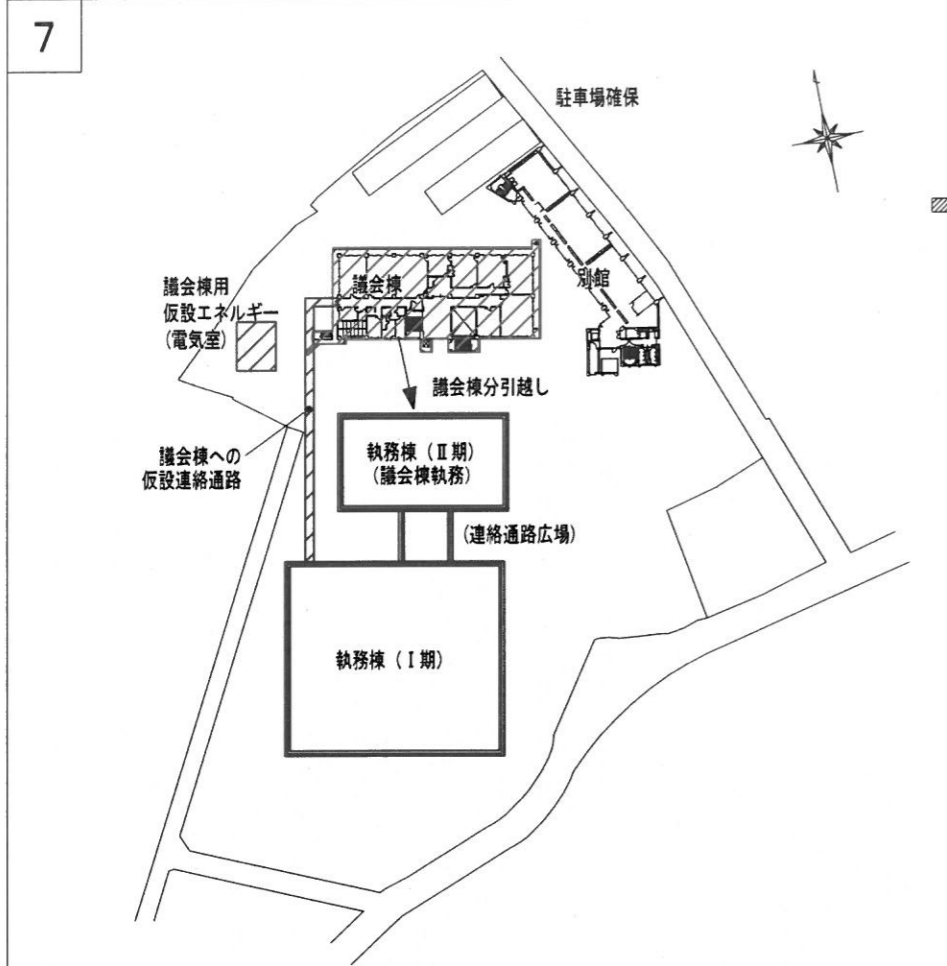 7
駐車場確保
議会棟用
仮設エネルギー
(電気室)
議会棟
別館
議会棟分引越し
議会棟への
仮設連絡通路
執務棟(Ⅱ期)
(議会棟執務)
(連絡通路広場)
執務棟(Ⅰ期)